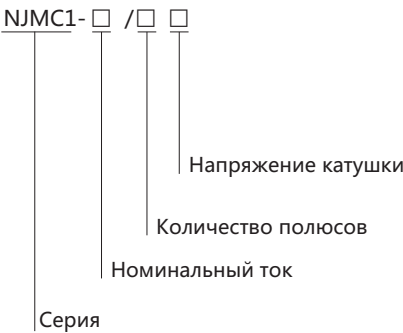 NJMC1-□ /□ □
Напряжение катушки
Количество полюсов
Номинальный ток
Серия